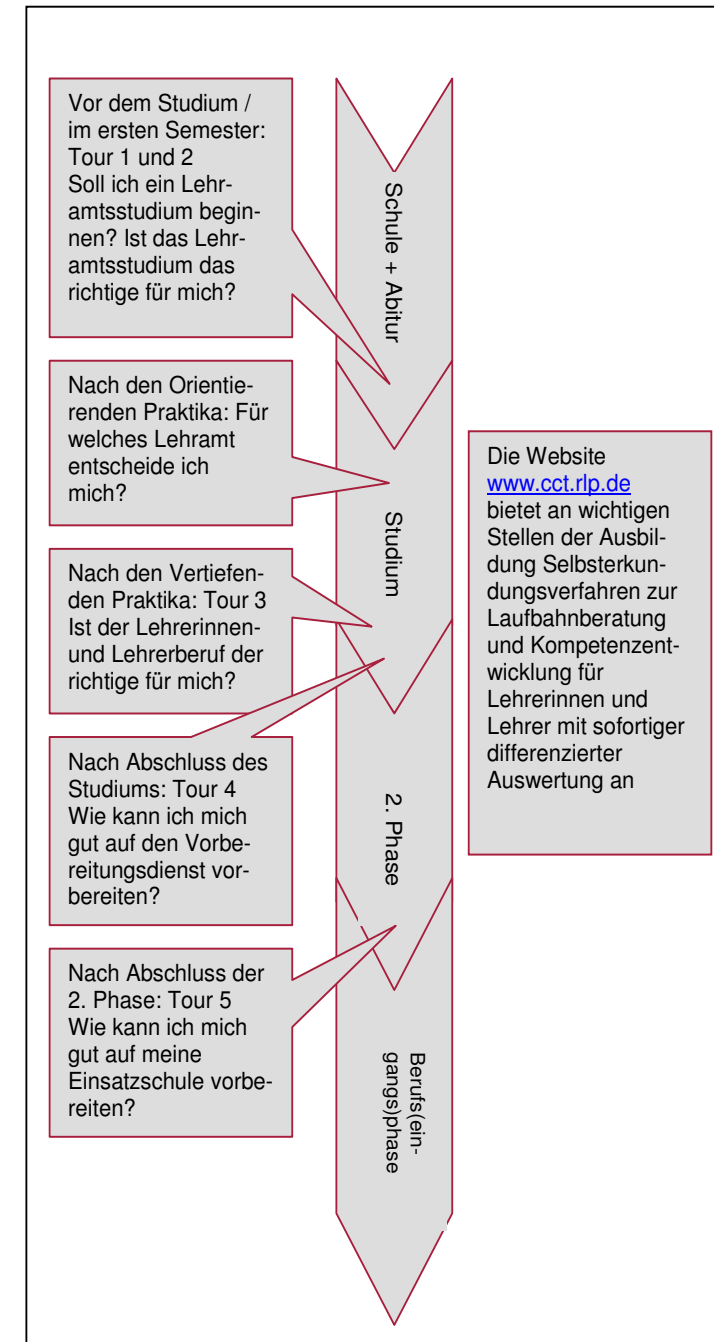 Vor dem Studium /
im ersten Semester:
Tour 1 und 2
Soll ich ein Lehr-
amtsstudium begin-
nen? Ist das Lehr-
amtsstudium das
richtige für mich?
Schule + Abitur
Nach den Orientie-
renden Praktika: Für
welches Lehramt
entscheide ich
mich?
Studium
Nach den Vertiefen-
den Praktika: Tour 3
Ist der Lehrerinnen-
und Lehrerberuf der
richtige für mich?
Nach Abschluss des
Studiums: Tour 4
Wie kann ich mich
gut auf den Vorbe-
reitungsdienst vor-
bereiten?
2. Phase
Nach Abschluss der
2. Phase: Tour 5
Wie kann ich mich
gut auf meine
Einsatzschule vorbe-
reiten?
Berufs(ein-
gangs)phase
Die Website
www.cct.rlp.de
bietet an wichtigen
Stellen der Ausbil-
dung Selbsterkun-
dungsverfahren zur
Laufbahnberatung
und Kompetenzent-
wicklung für
Lehrerinnen und
Lehrer mit sofortiger
differenzierter
Auswertung an